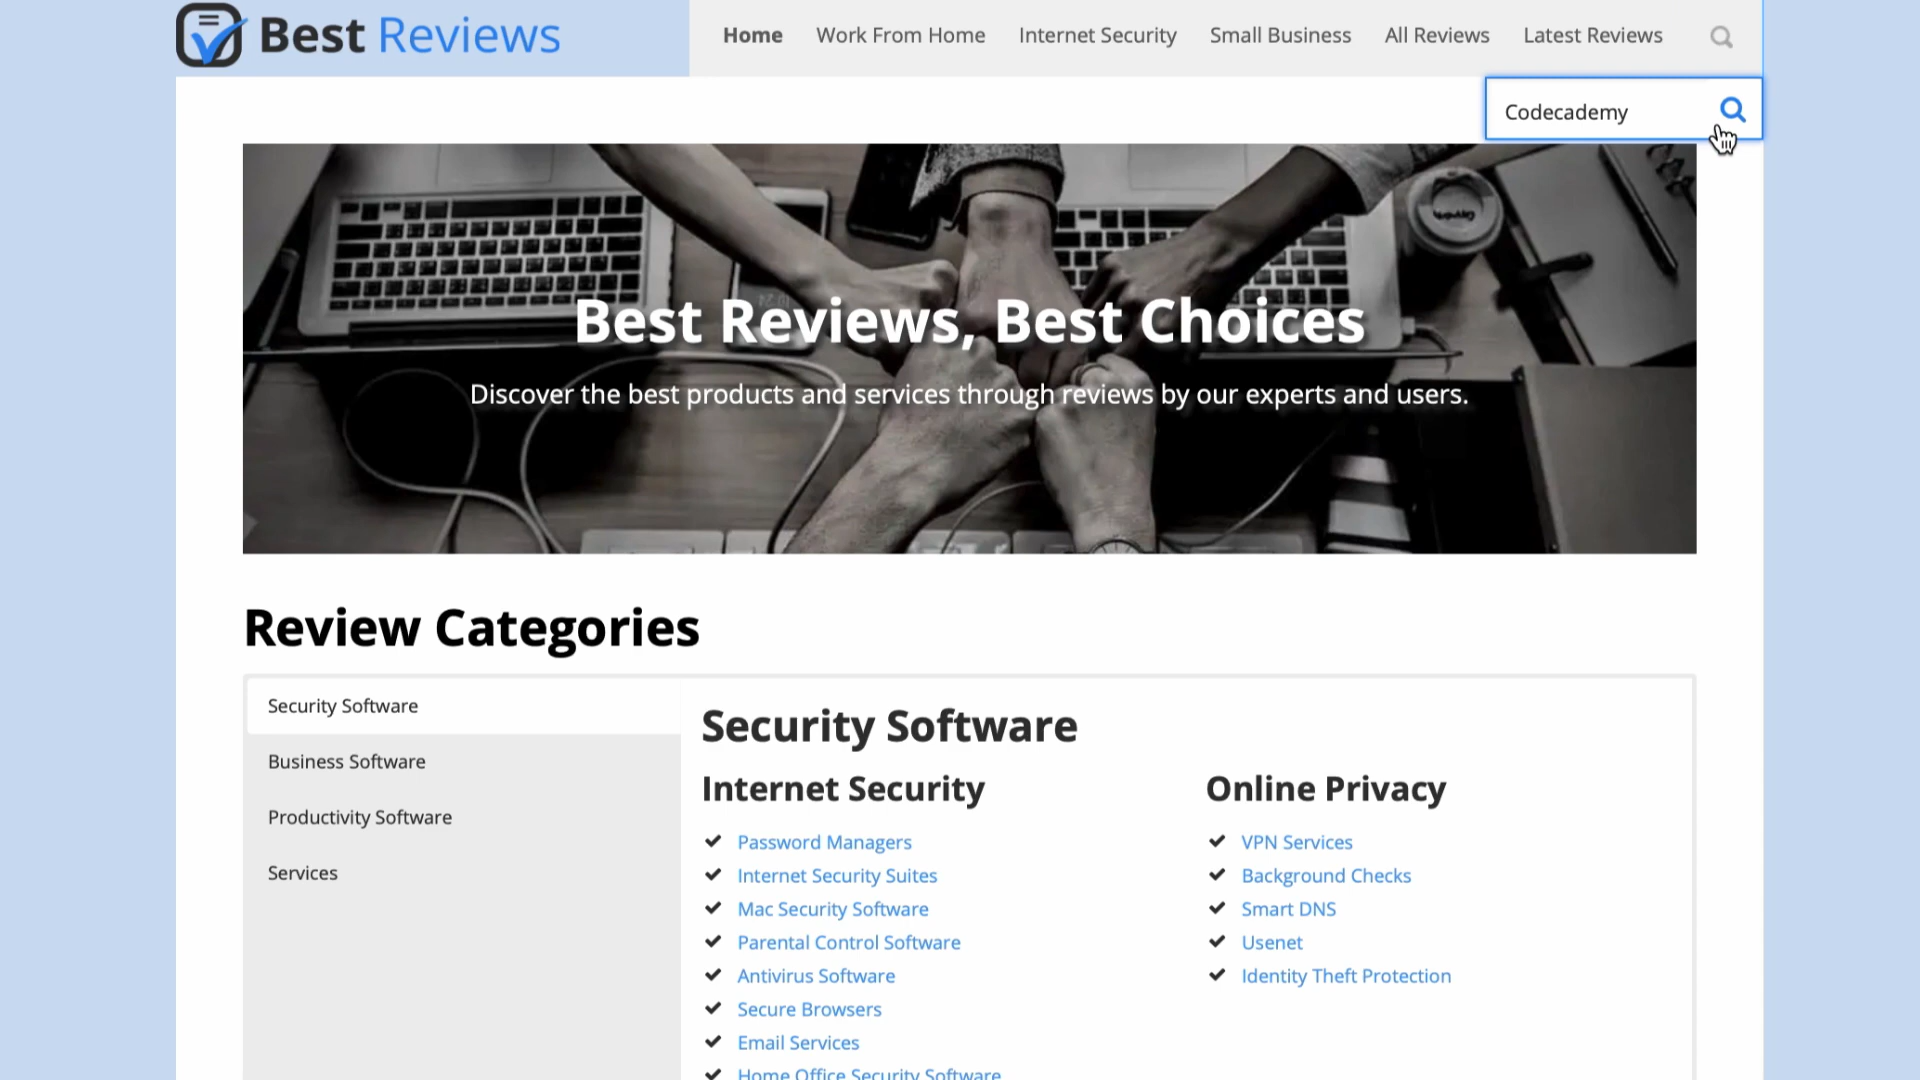 Best Reviews
Home Work From Home Internet Security Small Business All Reviews Latest Reviews
Codecademy
Best Reviews, Best Choices
Discover the best products and services through reviews by our experts and users.
Review Categories
Security Software
Business Software
Productivity Software
Services
Security Software
Internet Security
Password Managers
Internet Security Suites
Mac Security Software
Parental Control Software
Antivirus Software
Secure Browsers
Email Services
Home Office Security Software
Online Privacy
VPN Services
Background Checks
Smart DNS
Usenet
Identity Theft Protection